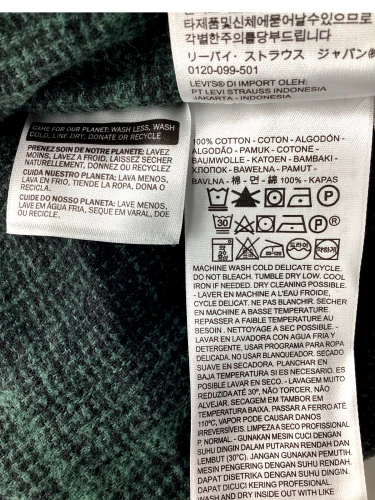 타제품및신체에묻어날수있으므로
각별한주의를당부드립니다.
リーバイ・ストラウス ジャパン㈱
0120-099-501
LEVI'S® DI IMPOR OLEH:
PT LEVI STRAUSS INDONESIA
JAKARTA - INDONESIA
CARE FOR OUR PLANET: WASH LESS, WASH
COLD, LINE DRY, DONATE OR RECYCLE
PRENEZ SOIN DE NOTRE PLANETE: LAVEZ
MOINS, LAVEZ A FROID, LAISSEZ SECHER
NATURELLEMENT, DONNEZ OU RECYCLEZ
CUIDA NUESTRO PLANETA: LAVA MENOS,
LAVA EN FRIO, TIENDE LA ROPA, DONA O
RECICLA.
CUIDE DO NOSSO PLANETA: LAVE MENOS,
LAVE EM ÁGUA FRIA, SEQUE EM VARAL, DOE
OU RECICLE.
100% COTTON - COTON - ALGODÓN -
ALGODÃO - PAMUK - COTONE -
BAUMWOLLE - KATOEN - BAMBAKI -
ХЛОПОК - BAWEŁNA - PAMUT -
BAVLNA - 棉 - 면 - 綿 100% - KAPAS
P
30 P ®
드라이
약하게
MACHINE WASH COLD DELICATE CYCLE.
DO NOT BLEACH. TUMBLE DRY LOW. COOL
IRON IF NEEDED. DRY CLEANING POSSIBLE.
- LAVER EN MACHINE A L'EAU FROIDE,
CYCLE DELICAT. NE PAS BLANCHIR. SECHER
EN MACHINE A BASSE TEMPERATURE.
REPASSER A FAIBLE TEMPERATURE AU
BESOIN . NETTOYAGE A SEC POSSIBLE. -
LAVAR EN LAVADORA CON AGUA FRIA Y
DETERGENTE, USAR PROGRAMA PARA ROPA
DELICADA. NO USAR BLANQUEADOR. SECADO
SUAVE EN SECADORA. PLANCHAR EN
BAJA TEMPERATURA SI ES NECESARIO. ES
POSIBLE LAVAR EN SECO. - LAVAGEM MUITO
REDUZIDA ATÉ 30°, NÃO TORCER. NÃO
ALVEJAR. SECAGEM EM TAMBOR EM
TEMPERATURA BAIXA. PASSAR A FERRO ATÉ
110°C, VAPOR PODE CAUSAR DANOS
IRREVERSÍVEIS. LIMPEZA A SECO PROFISSIONAL
P, NORMAL. - GUNAKAN MESIN CUCI DENGAN
SUHU DINGIN DALAM PUTARAN RENDAH DAN
LEMBUT (30°C). JANGAN GUNAKAN PEMUTIH.
MESIN PENGERING DENGAN SUHU RENDAH.
DAPAT DISETRIKA DENGAN SUHU RENDAH
DAPAT DICUCI KERING PROFESIONAL
WASH AND DRY INSIDE OUT WITH LIKE